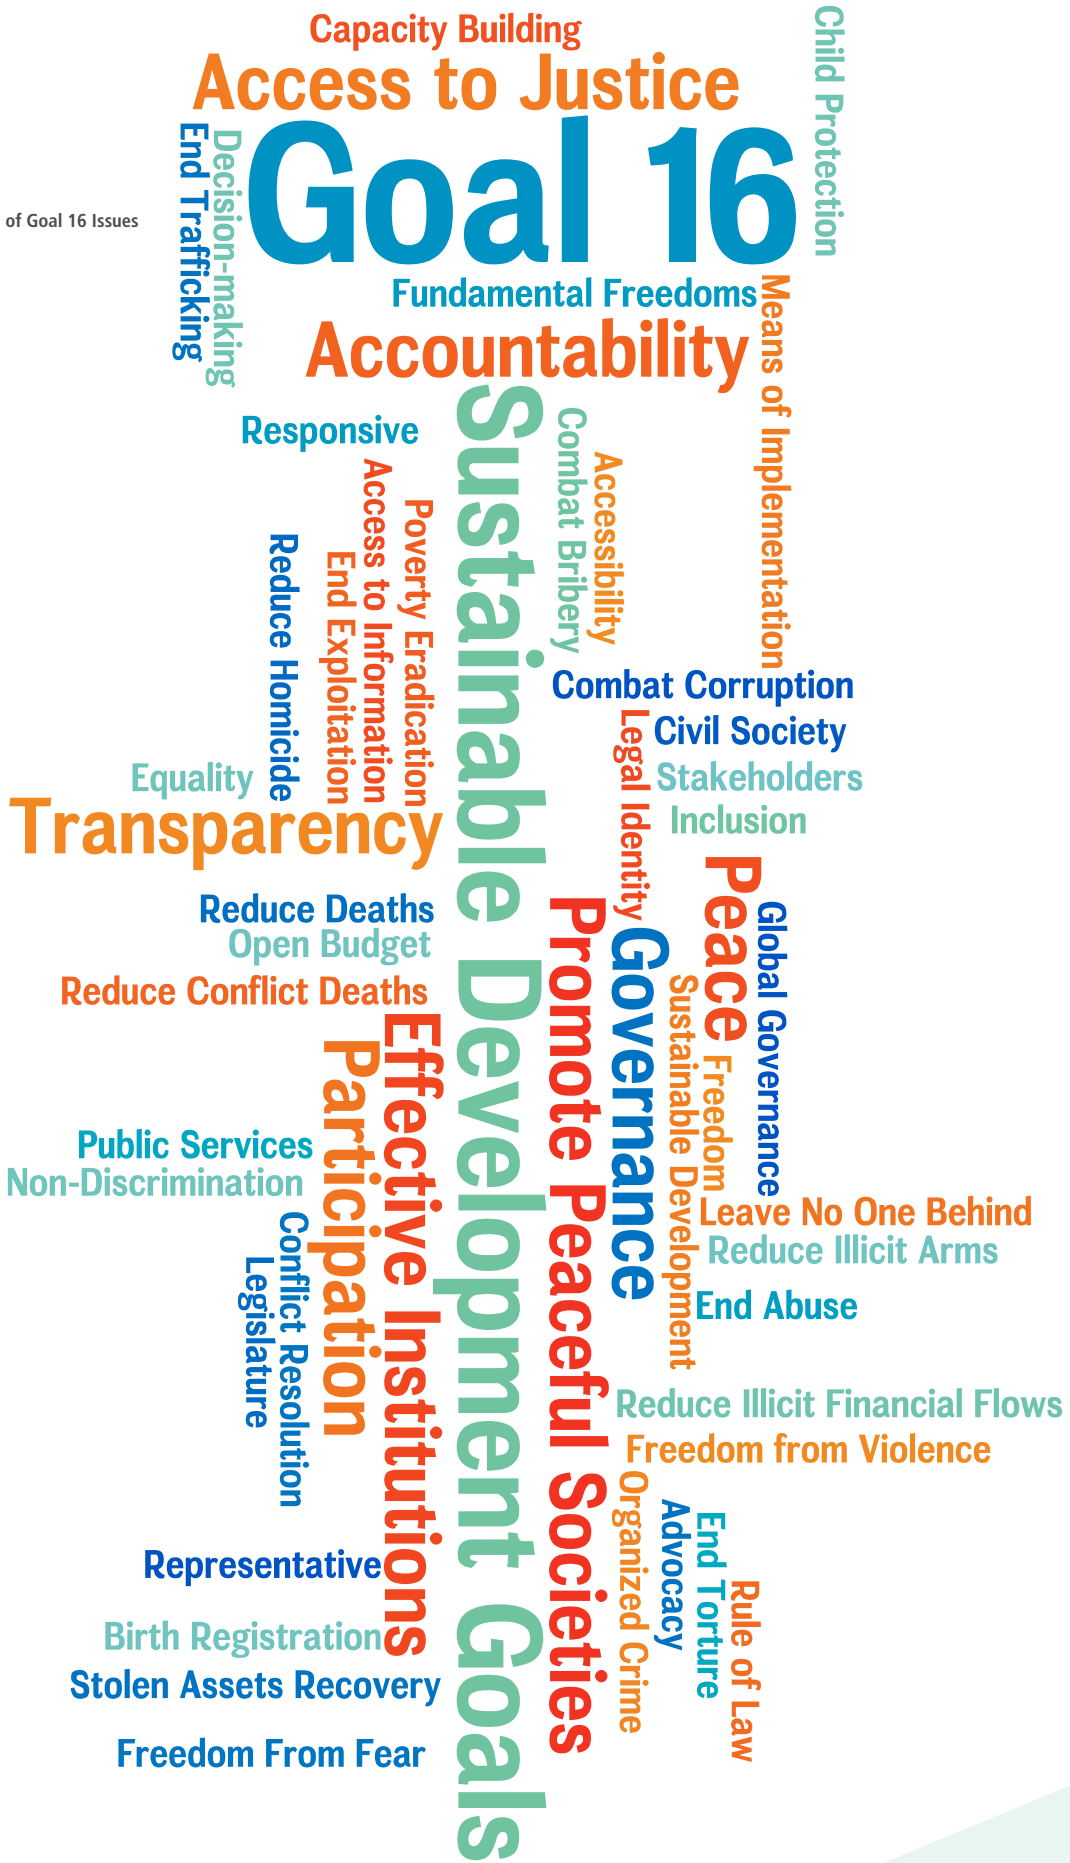 Capacity Building
Access to Justice
Child Protection
Goal 16
End Trafficking
Decision-making
of Goal 16 Issues
Fundamental Freedoms
Means of Implementation
Accountability
Sustainable Development Goals
Responsive
Combat Bribery
Accessibility
Access to Information
Poverty Eradication
Reduce Homicide
End Exploitation
Combat Corruption
Legal Identity
Civil Society
Stakeholders
Equality
Inclusion
Transparency
Peace
Reduce Deaths
Promote Peaceful Societies
Global Governance
Governance
Open Budget
Reduce Conflict Deaths
Sustainable Development
Effective Institutions
Participation
Freedom
Public Services
Non-Discrimination
Leave No One Behind
Conflict Resolution
Reduce Illicit Arms
Legislature
End Abuse
Reduce Illicit Financial Flows
Freedom from Violence
Organized Crime
Advocacy
End Torture
Representative
Rule of Law
Birth Registration
Stolen Assets Recovery
Freedom From Fear